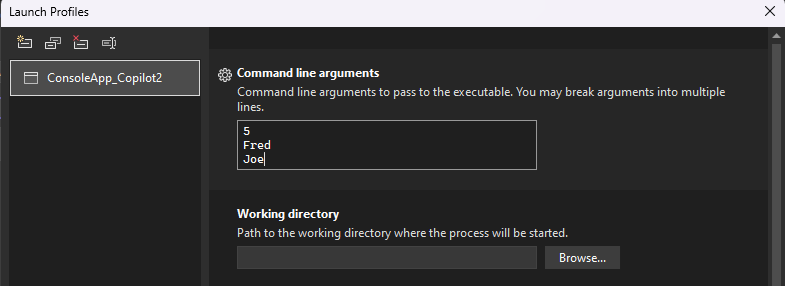 Launch Profiles
ConsoleApp_Copilot2
Command line arguments
Command line arguments to pass to the executable. You may break arguments into multiple
lines.
5
Fred
Joe
Working directory
Path to the working directory where the process will be started.
Browse...